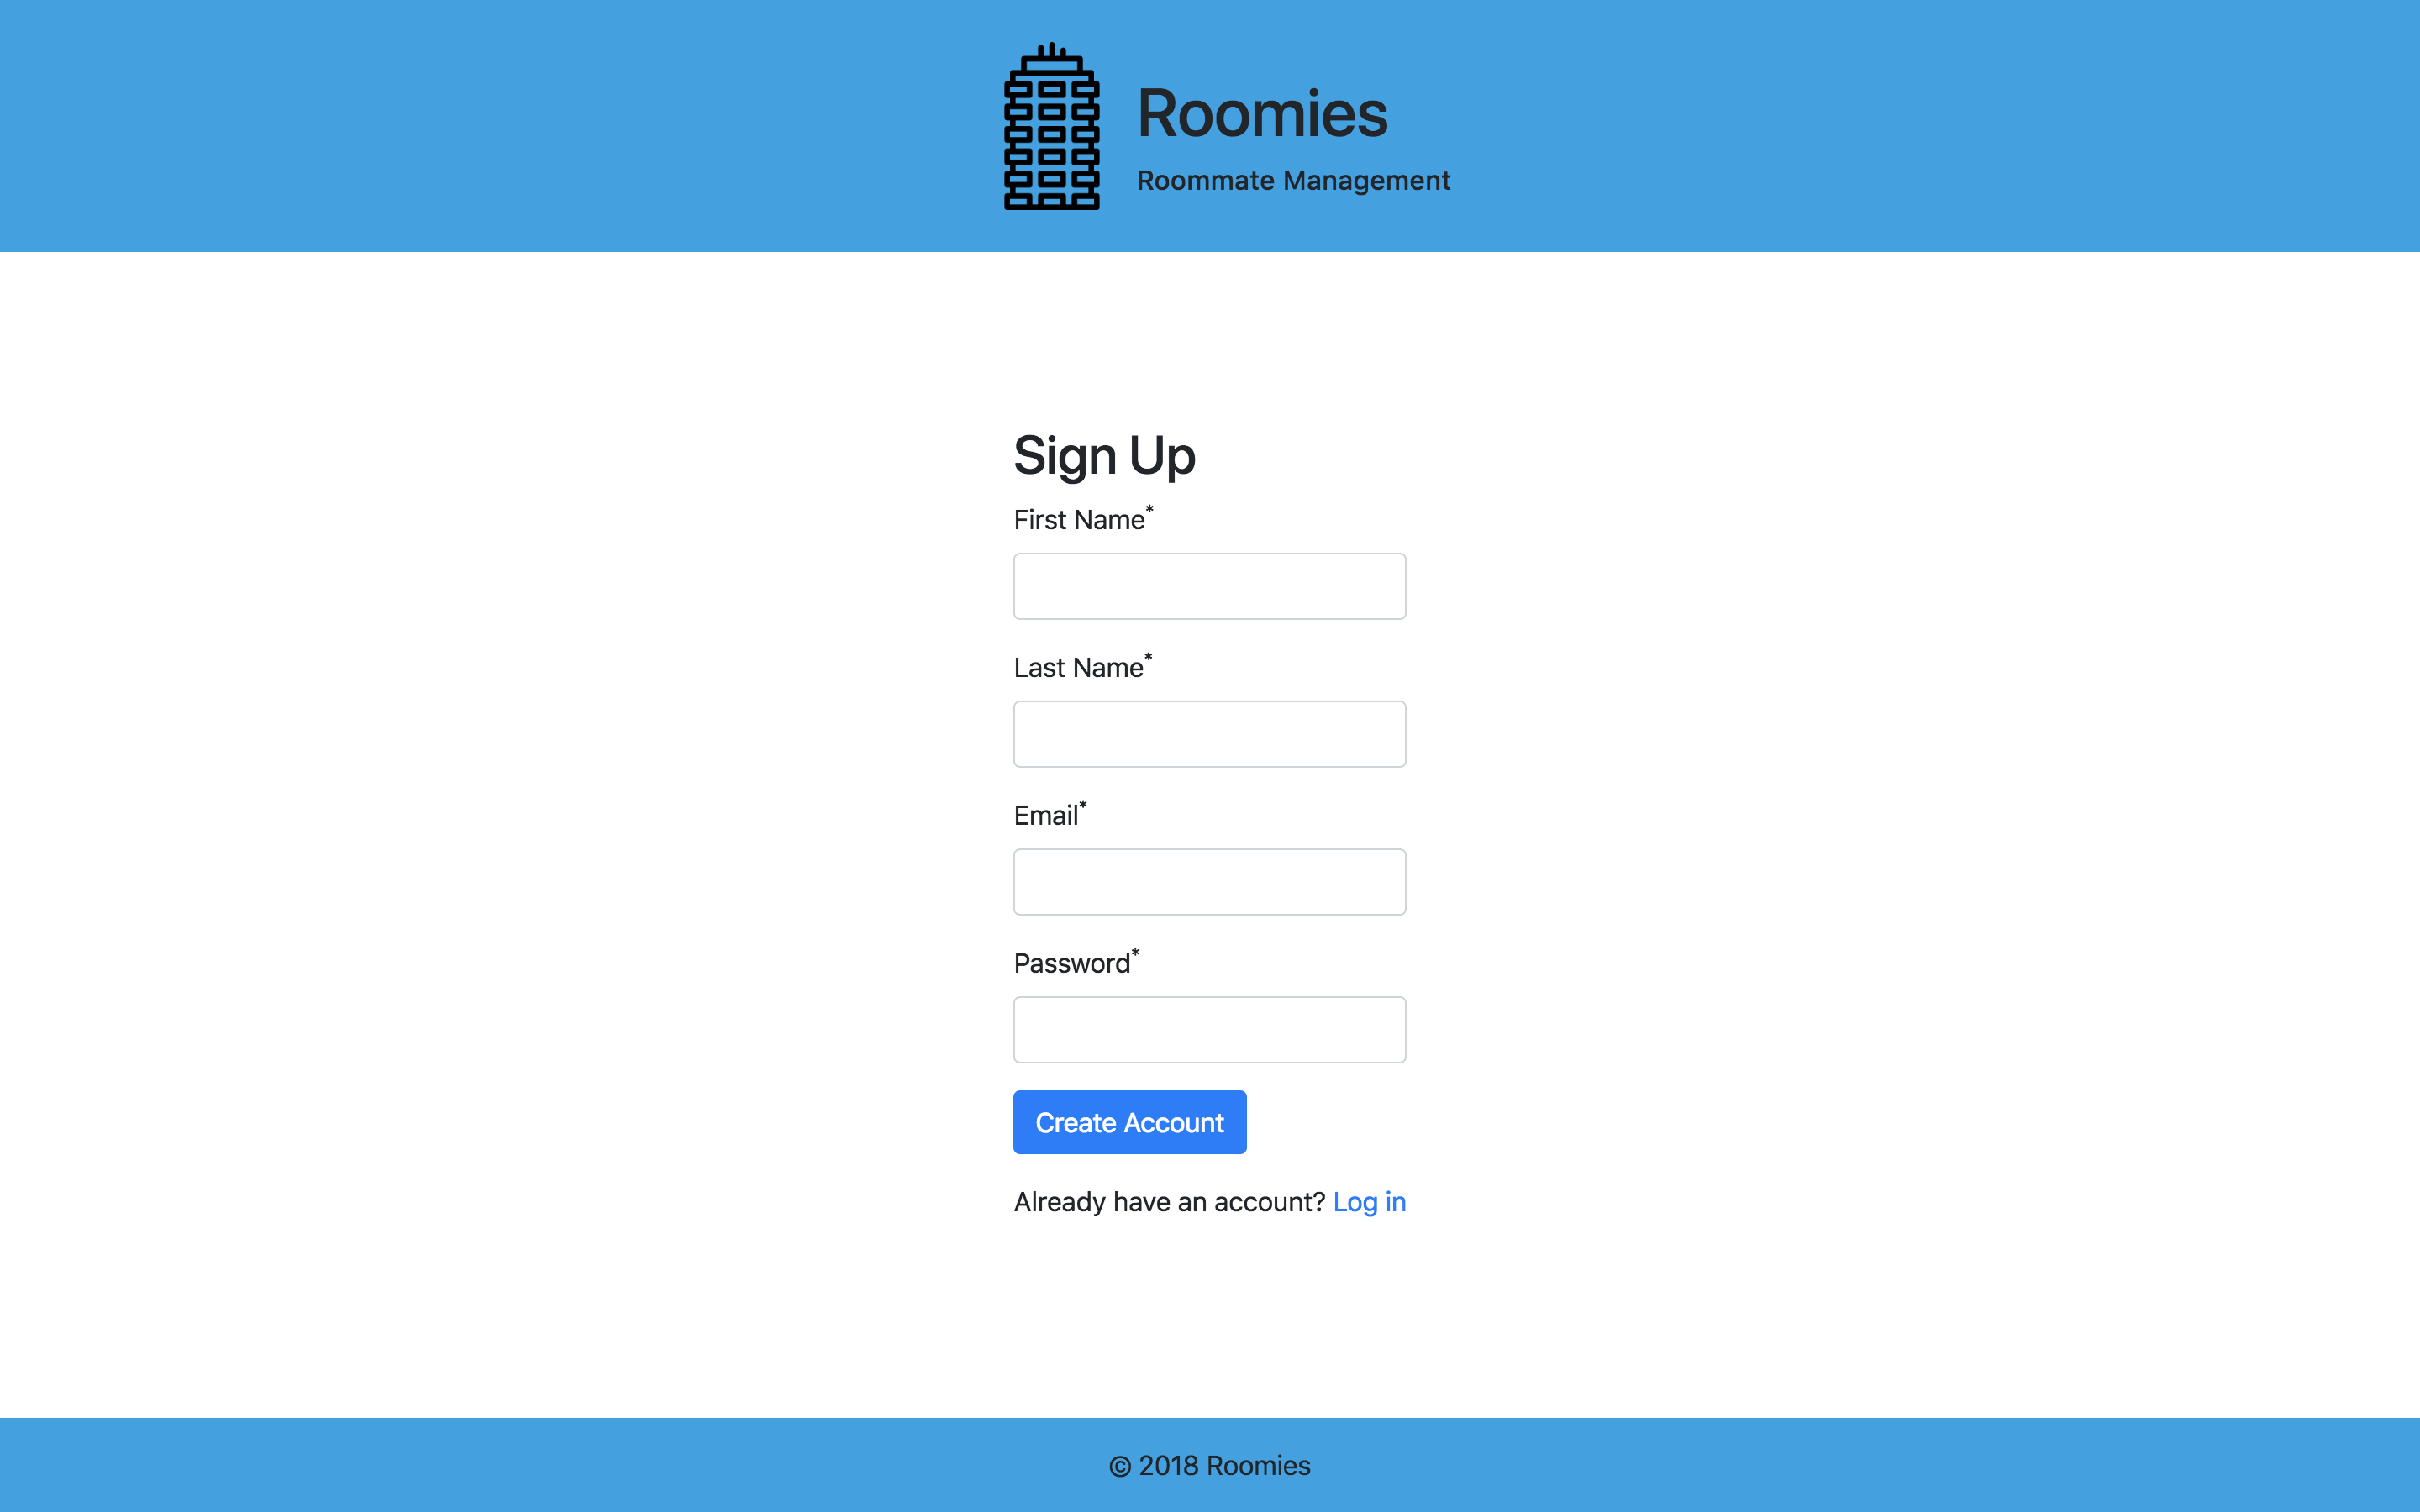 Roomies
Roommate Management
Sign Up
First Name*
Last Name*
Email*
Password*
Create Account
Already have an account? Log in
© 2018 Roomies